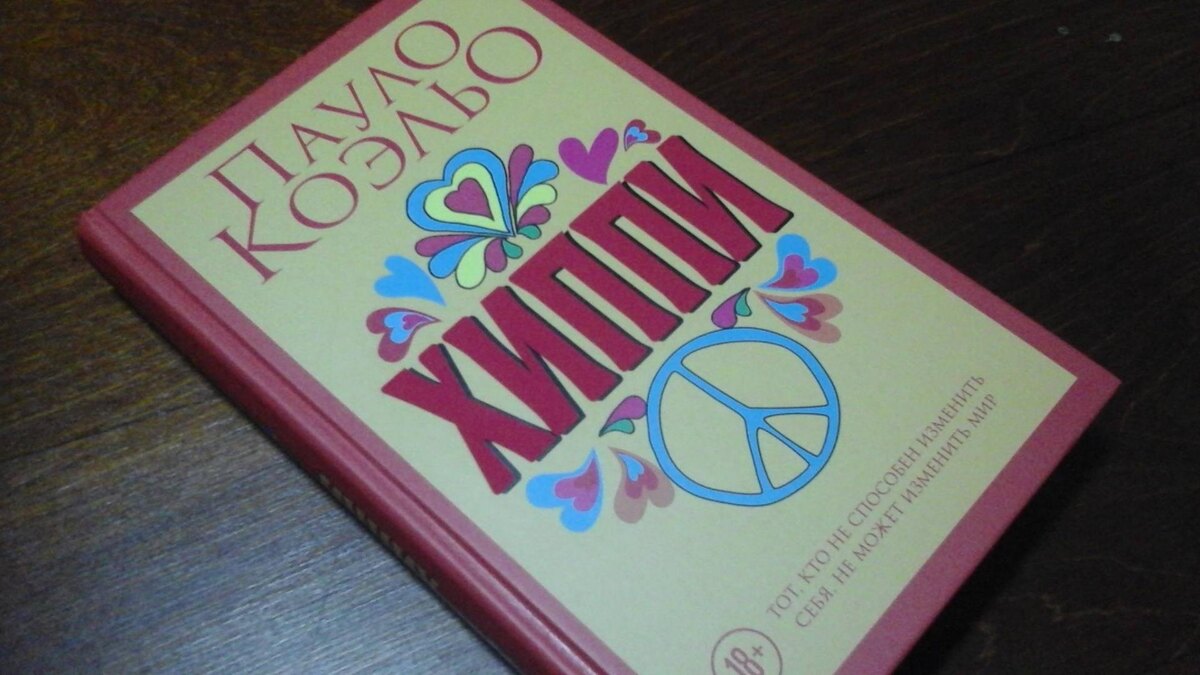 ПАУЛО
КОЭЛЬО
ХИППИ
ТОТ, КТО НЕ СПОСОБЕН ИЗМЕНИТЬ
СЕБЯ, НЕ МОЖЕТ ИЗМЕНИТЬ МИР
18+